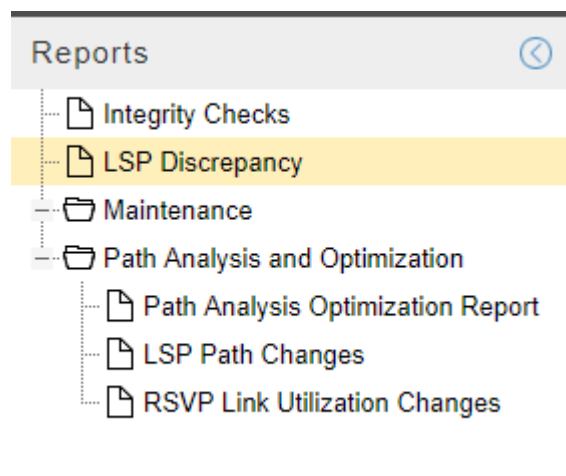 Reports
Integrity Checks
LSP Discrepancy
Maintenance
Path Analysis and Optimization
Path Analysis Optimization Report
LSP Path Changes
RSVP Link Utilization Changes